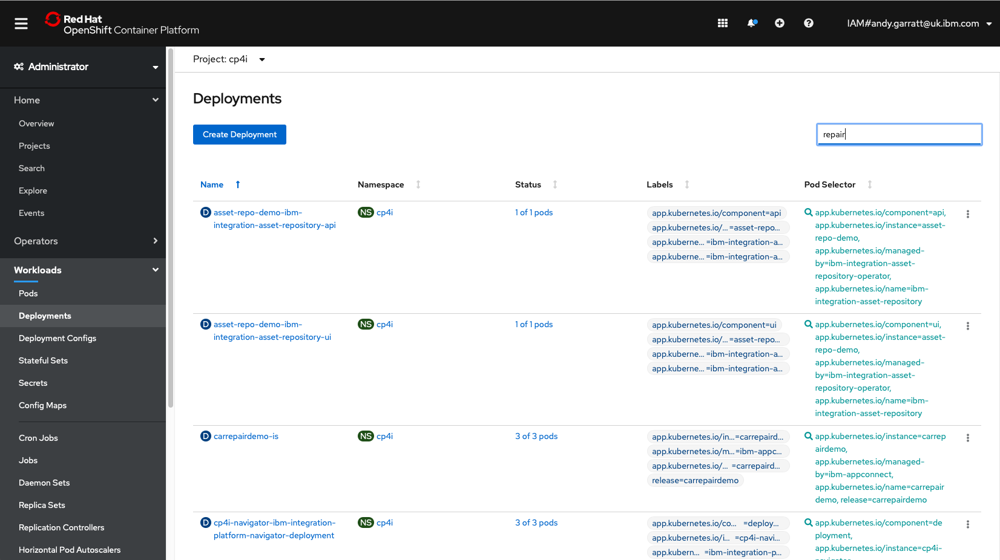 Red Hat
OpenShift Container Platform
IAM#andy.garratt@uk.ibm.com
Administrator
Home
Overview
Projects
Search
Explore
Events
Operators
Workloads
Pods
Deployments
Deployment Configs
Stateful Sets
Secrets
Config Maps
Cron Jobs
Jobs
Daemon Sets
Replica Sets
Replication Controllers
Horizontal Pod Autoscalers
Project: cp4i
Deployments
Create Deployment
repair
Name
Namespace
Status
Labels
Pod Selector
D asset-repo-demo-ibm-
integration-asset-repository-api
NS cp4i
1 of 1 pods
app.kubernetes.io/component=api
app.kubernetes.io/... =asset-repo...
app.kuberne... =ibm-integration-a...
app.kuberne... =ibm-integration-a...
app.kubernetes.io/component=api,
app.kubernetes.io/instance=asset-
repo-demo,
app.kubernetes.io/managed-
by=ibm-integration-asset-
repository-operator,
app.kubernetes.io/name=ibm-
integration-asset-repository
D asset-repo-demo-ibm-
integration-asset-repository-ui
NS cp4i
1 of 1 pods
app.kubernetes.io/component=ui
app.kubernetes.io/... =asset-repo...
app.kuberne... =ibm-integration-a...
app.kuberne... =ibm-integration-a...
app.kubernetes.io/component=ui,
app.kubernetes.io/instance=asset-
repo-demo,
app.kubernetes.io/managed-
by=ibm-integration-asset-
repository-operator,
app.kubernetes.io/name=ibm-
integration-asset-repository
D carrepairdemo-is
NS cp4i
3 of 3 pods
app.kubernetes.io/in...=carrepaird...
app.kubernetes.io/m...=ibm-appc...
app.kubernetes.io/... =carrepaird...
release=carrepairdemo
app.kubernetes.io/instance=carrep
airdemo,
app.kubernetes.io/managed-
by=ibm-appconnect,
app.kubernetes.io/name=carrepair
demo, release=carrepairdemo
D cp4i-navigator-ibm-integration-
platform-navigator-deployment
NS cp4i
3 of 3 pods
app.kubernetes.io/co... =deploy...
app.kubernetes.io/i... =cp4i-navi...
app.kubern... =ibm-integration-p...
app.kubernetes.io/component=de
ployment,
app.kubernetes.io/instance=cp4i-
navigator,